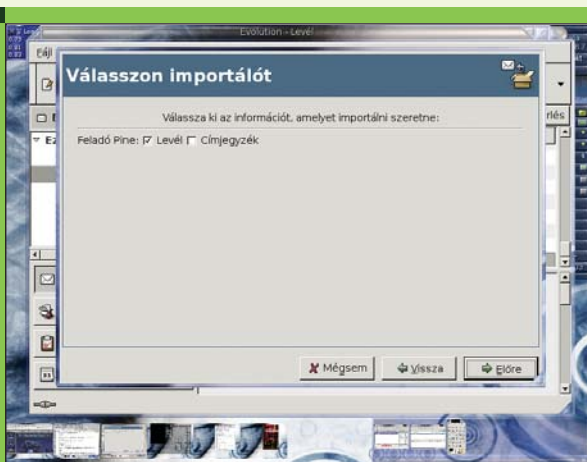 Evolution - Levél
Fájl
Válasszon importálót
Válassza ki az információt, amelyet importálni szeretne:
Feladó Pine: Levél Címjegyzék
Mégsem Vissza Előre